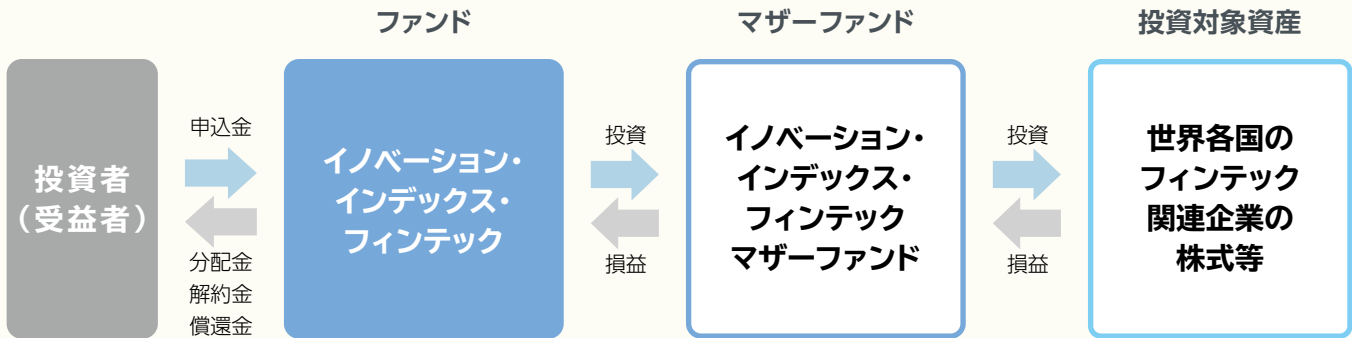 ファンド
マザーファンド
投資対象資産
投資者
（受益者）
申込金
分配金
解約金
償還金
イノベーション・
インデックス・
フィンテック
投資
損益
イノベーション・
インデックス・
フィンテック
マザーファンド
投資
損益
世界各国の
フィンテック
関連企業の
株式等